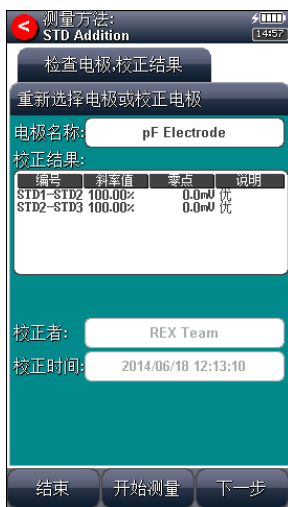 测量方法:
STD Addition
14:57
检查电极,校正结果
重新选择电极或校正电极
电极名称: pF Electrode
校正结果:
编号 斜率值 零点 说明
STD1-STD2 100.00% 0.0mV 优
STD2-STD3 100.00% 0.0mV 优
校正者: REX Team
校正时间: 2014/06/18 12:13:10
结束 开始测量 下一步